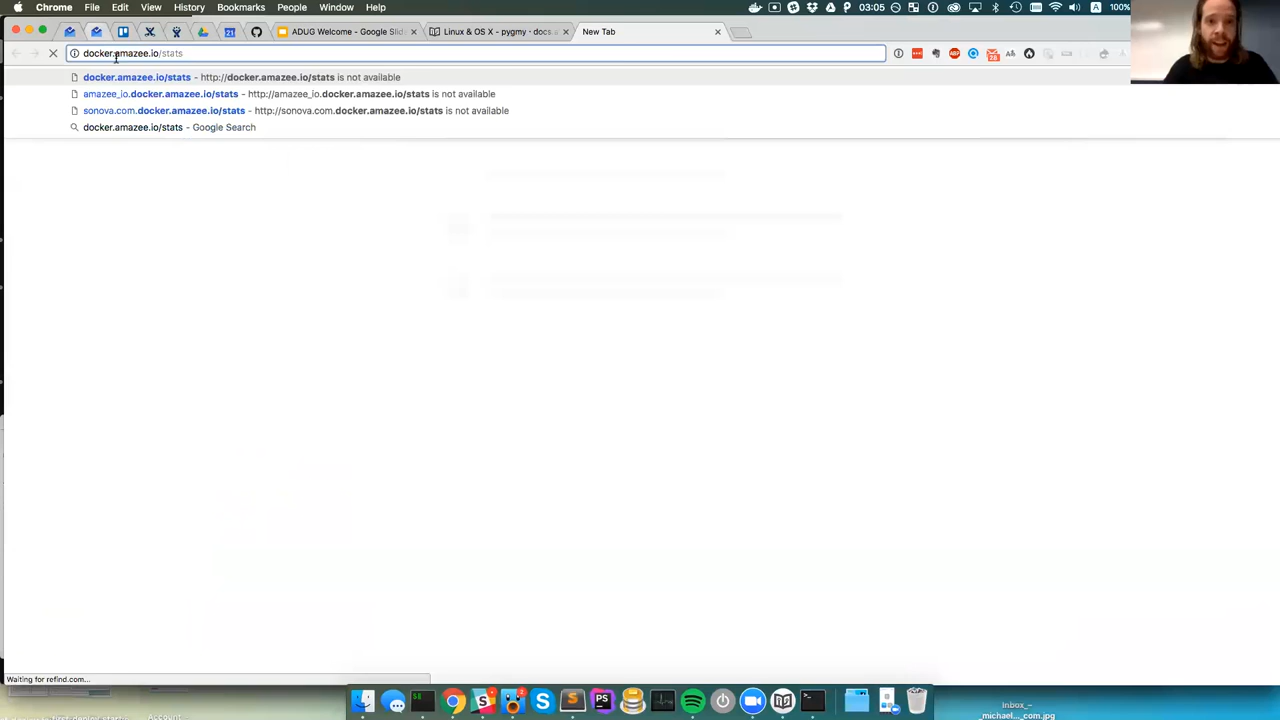 Chrome File Edit View History Bookmarks People Window Help 03:05 100%
ADUG Welcome - Google Slid Linux & OS X - pygmy · docs. New Tab
docker.amazee.io/stats
docker.amazee.io/stats - http://docker.amazee.io/stats is not available
amazee_io.docker.amazee.io/stats - http://amazee_io.docker.amazee.io/stats is not available
sonova.com.docker.amazee.io/stats - http://sonova.com.docker.amazee.io/stats is not available
docker.amazee.io/stats - Google Search
Waiting for refind.com...
Inbox_–
_michael..._com.jpg